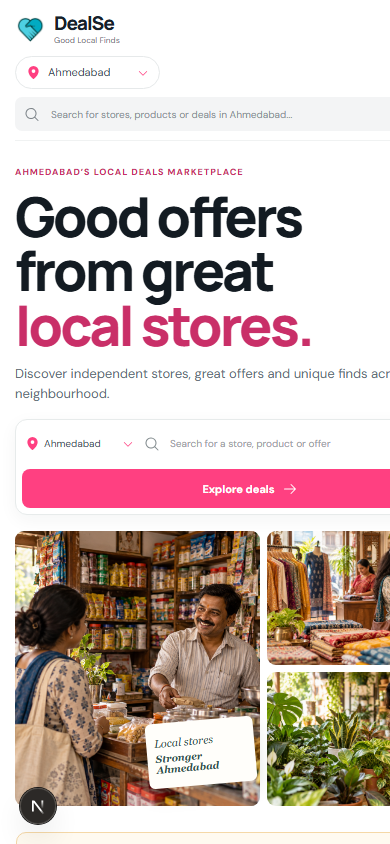 DealSe
Good Local Finds
Ahmedabad
Search for stores, products or deals in Ahmedabad...
AHMEDABAD'S LOCAL DEALS MARKETPLACE
Good offers
from great
local stores.
Discover independent stores, great offers and unique finds acr
neighbourhood.
Ahmedabad
Search for a store, product or offer
Explore deals
Local stores
Stronger
Ahmedabad
N